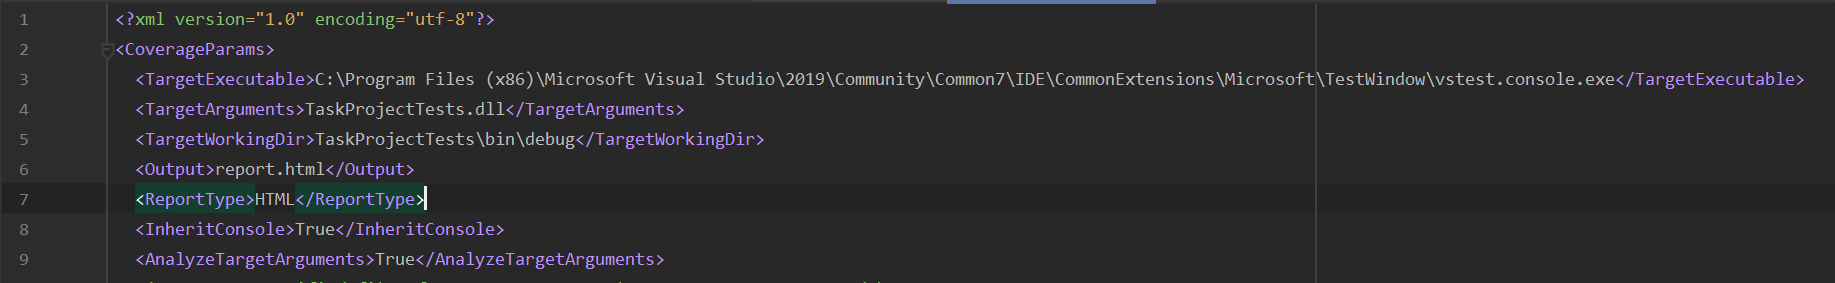 1 <?xml version="1.0" encoding="utf-8"?>
2 <CoverageParams>
3 <TargetExecutable>C:\Program Files (x86)\Microsoft Visual Studio\2019\Community\Common7\IDE\CommonExtensions\Microsoft\TestWindow\vstest.console.exe</TargetExecutable>
4 <TargetArguments>TaskProjectTests.dll</TargetArguments>
5 <TargetWorkingDir>TaskProjectTests\bin\debug</TargetWorkingDir>
6 <Output>report.html</Output>
7 <ReportType>HTML</ReportType>
8 <InheritConsole>True</InheritConsole>
9 <AnalyzeTargetArguments>True</AnalyzeTargetArguments>